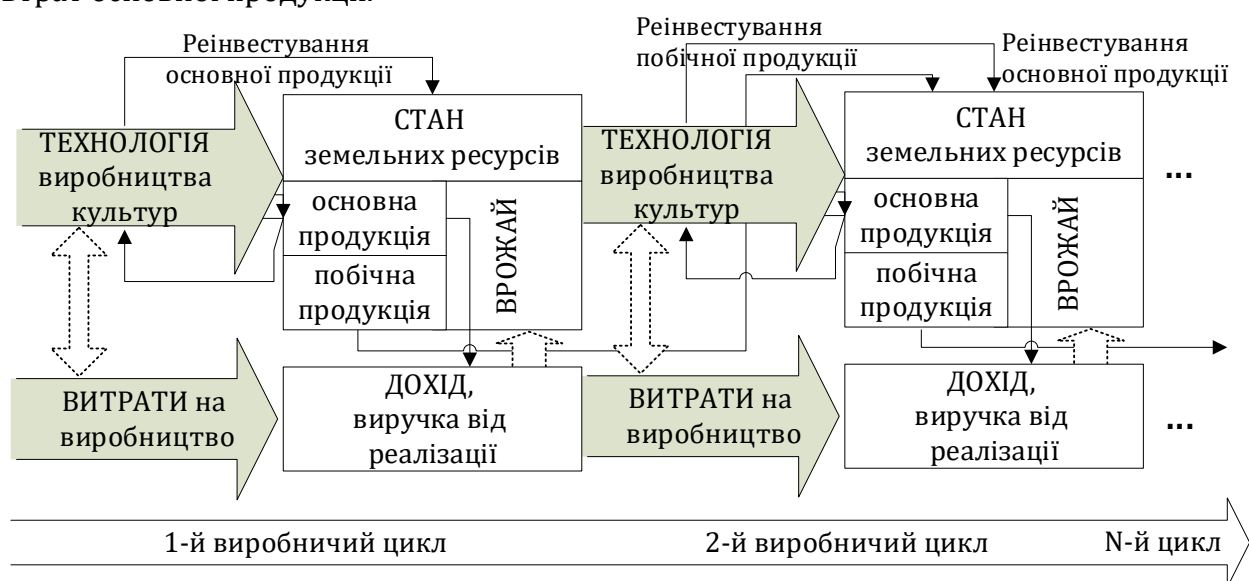 втрат основної продукції.
Реінвестування
основної продукції
Реінвестування
побічної продукції
Реінвестування
основної продукції
ТЕХНОЛОГІЯ
виробництва
культур
СТАН
земельних ресурсів
основна
продукція
побічна
продукція
ВРОЖАЙ
ТЕХНОЛОГІЯ
виробництва
культур
СТАН
земельних ресурсів
основна
продукція
побічна
продукція
ВРОЖАЙ
...
ВИТРАТИ на
виробництво
ДОХІД,
виручка від
реалізації
ВИТРАТИ на
виробництво
ДОХІД,
виручка від
реалізації
...
1-й виробничий цикл
2-й виробничий цикл
N-й цикл